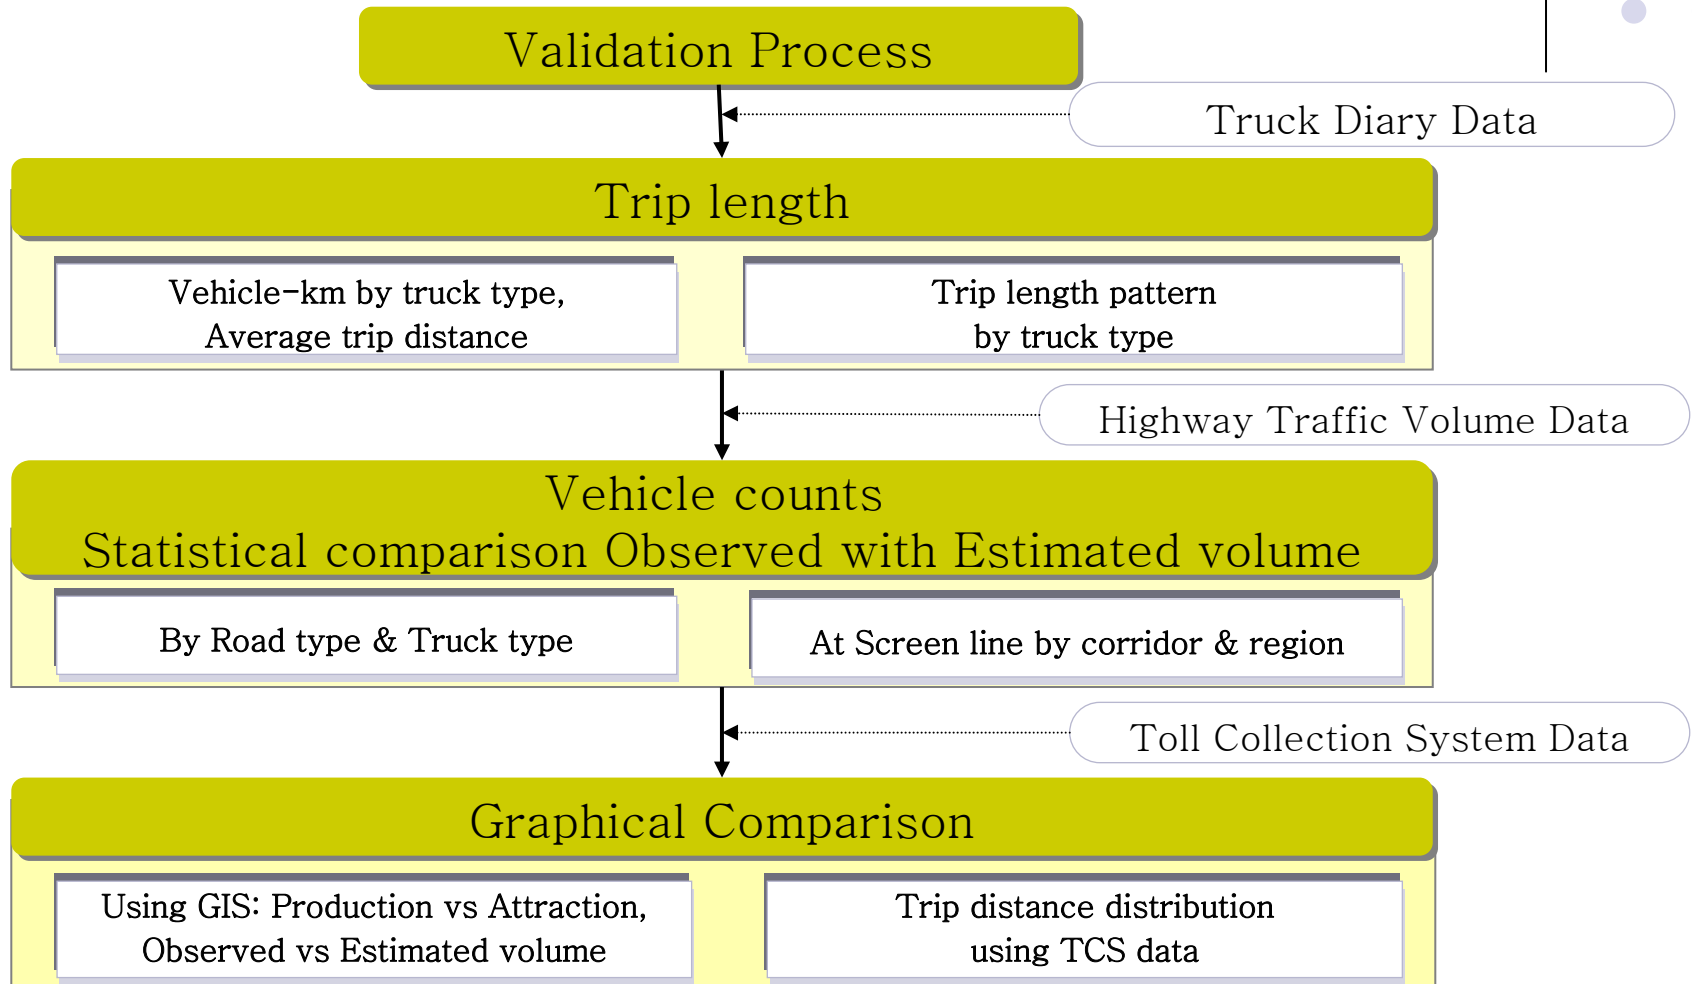 Validation Process
Truck Diary Data
Trip length
Vehicle-km by truck type,
Average trip distance
Trip length pattern
by truck type
Highway Traffic Volume Data
Vehicle counts
Statistical comparison Observed with Estimated volume
By Road type & Truck type
At Screen line by corridor & region
Toll Collection System Data
Graphical Comparison
Using GIS: Production vs Attraction,
Observed vs Estimated volume
Trip distance distribution
using TCS data